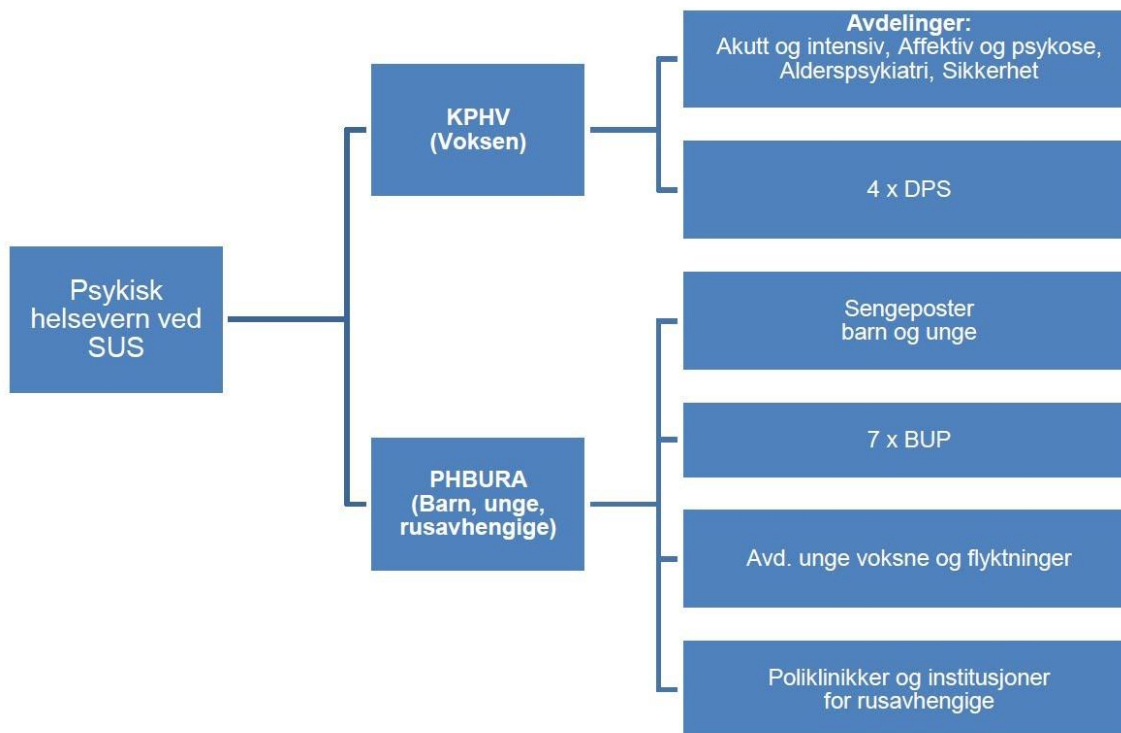 Psykisk
helsevern ved
SUS
KPHV
(Voksen)
Avdelinger:
Akutt og intensiv, Affektiv og psykose,
Alderspsykiatri, Sikkerhet
4 x DPS
PHBURA
(Barn, unge,
rusavhengige)
Sengeposter
barn og unge
7 x BUP
Avd. unge voksne og flyktninger
Poliklinikker og institusjoner
for rusavhengige